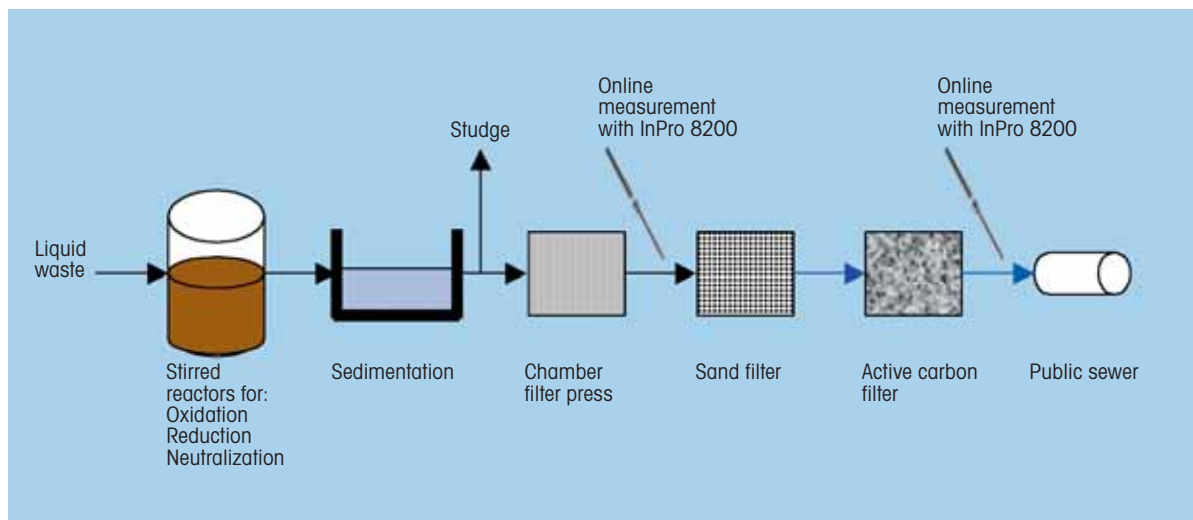 Online
measurement
with InPro 8200
Online
measurement
with InPro 8200
Studge
Liquid
waste
Stirred
reactors for:
Oxidation
Reduction
Neutralization
Sedimentation
Chamber
filter press
Sand filter
Active carbon
filter
Public sewer